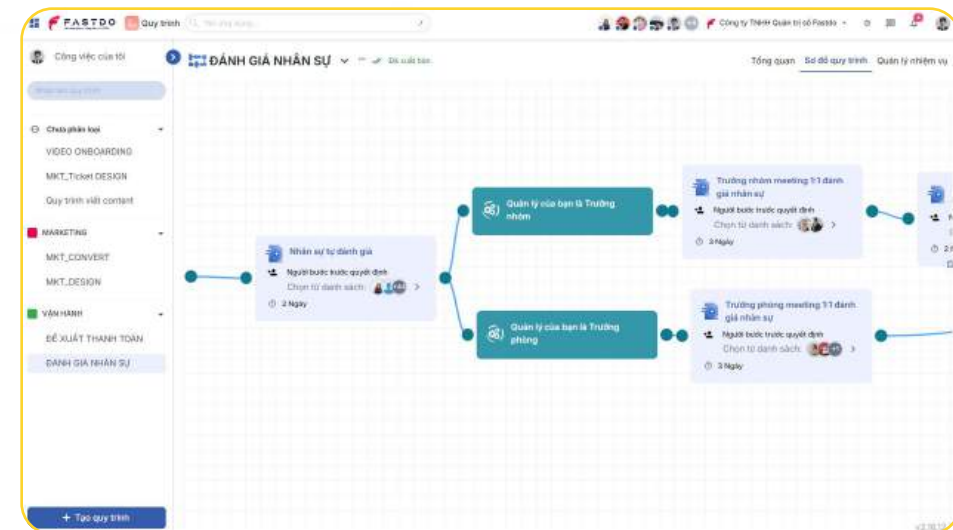 FASTDO
Quy trình
Công ty TNHH Quản trị số Fastdo
Công việc của tôi
ĐÁNH GIÁ NHÂN SỰ
Đã xuất bản
Tổng quan
Sơ đồ quy trình
Quản lý nhiệm vụ
Chưa phân loại
VIDEO ONBOARDING
MKT_Ticket DESIGN
Quy trình viết content
MARKETING
MKT_CONVERT
MKT_DESIGN
VẬN HÀNH
ĐỀ XUẤT THANH TOÁN
ĐÁNH GIÁ NHÂN SỰ
+ Tạo quy trình
Nhân sự tự đánh giá
Người bước trước quyết định
Chọn từ danh sách:
2 Ngày
Quản lý của bạn là Trưởng
nhóm
Quản lý của bạn là Trưởng
phòng
Trưởng nhóm meeting 1:1 đánh
giá nhân sự
Người bước trước quyết định
Chọn từ danh sách:
3 Ngày
Trưởng phòng meeting 1:1 đánh
giá nhân sự
Người bước trước quyết định
Chọn từ danh sách:
3 Ngày